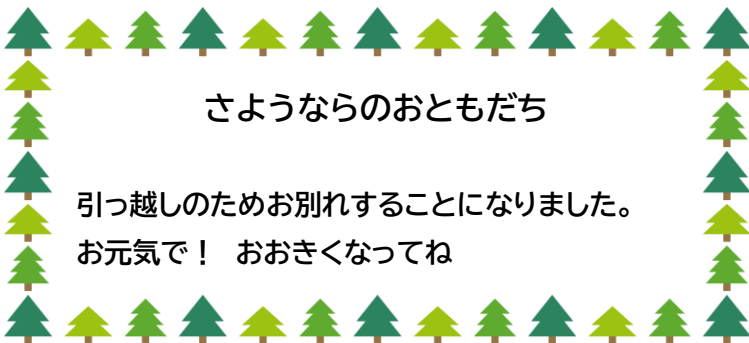 さようならのおともだち
引っ越しのためお別れすることになりました。
お元気で！　おおきくなってね